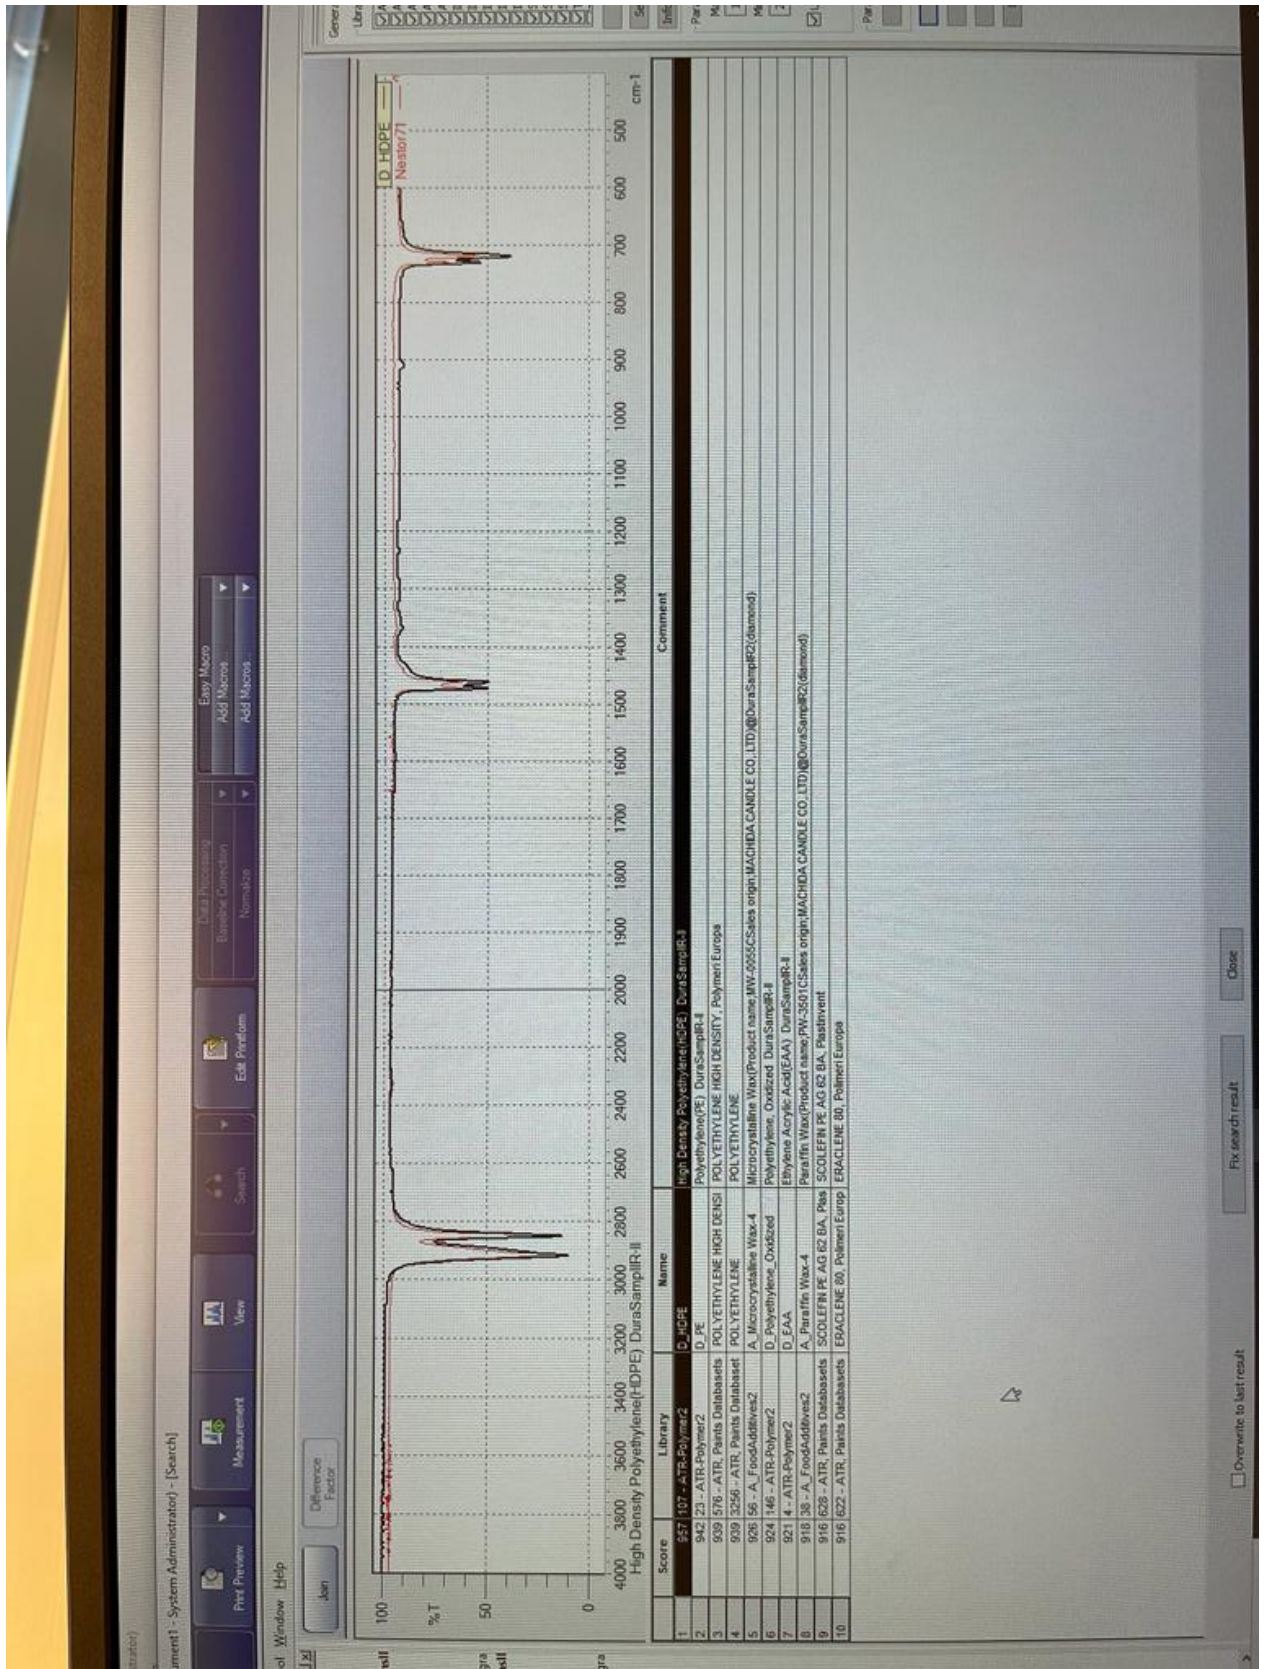 strator)
ument1 - System Administrator) - [Search]
Print Preview
Measurement
View
Search
Edit Printform
Data Processing
Baseline Correction
Normalize
Easy Macro
Add Macros...
Add Macros...
ol Window Help
Join
Difference
Factor
Gener
Libra
100
%T
50
0
D_HDPE
Nestor71
4000 3800 3600 3400 3200 3000 2800 2600 2400 2200 2000 1900 1800 1700 1600 1500 1400 1300 1200 1100 1000 900 800 700 600 500 cm-1
High Density Polyethylene(HDPE) DuraSamplIR-II
Score Library Name Comment
1 957 107 - ATR-Polymer2 D_HDPE High Density Polyethylene(HDPE) DuraSamplIR-II
2 942 23 - ATR-Polymer2 D_PE Polyethylene(PE) DuraSamplIR-II
3 939 576 - ATR, Paints Databasets POLYETHYLENE HIGH DENSI POLYETHYLENE HIGH DENSITY, Polymeri Europa
4 939 3256 - ATR, Paints Databaset POLYETHYLENE POLYETHYLENE
5 926 56 - A_FoodAdditives2 A_Microcrystalline Wax-4 Microcrystalline Wax(Product name;MW-0055CSales origin;MACHIDA CANDLE CO.,LTD)@DuraSamplIR2(diamond)
6 924 146 - ATR-Polymer2 D_Polyethylene_Oxidized Polyethylene, Oxidized DuraSamplIR-II
7 921 4 - ATR-Polymer2 D_EAA Ethylene Acrylic Acid(EAA) DuraSamplIR-II
8 918 38 - A_FoodAdditives2 A_Paraffin Wax-4 Paraffin Wax(Product name;PW-3501CSales origin;MACHIDA CANDLE CO.,LTD)@DuraSamplIR2(diamond)
9 916 628 - ATR, Paints Databasets SCOLEFIN PE AG 62 BA, Plas SCOLEFIN PE AG 62 BA, Plastinvent
10 916 622 - ATR, Paints Databasets ERACLENE 80, Polimeri Europ ERACLENE 80, Polimeri Europa
Overwrite to last result
Fix search result
Close